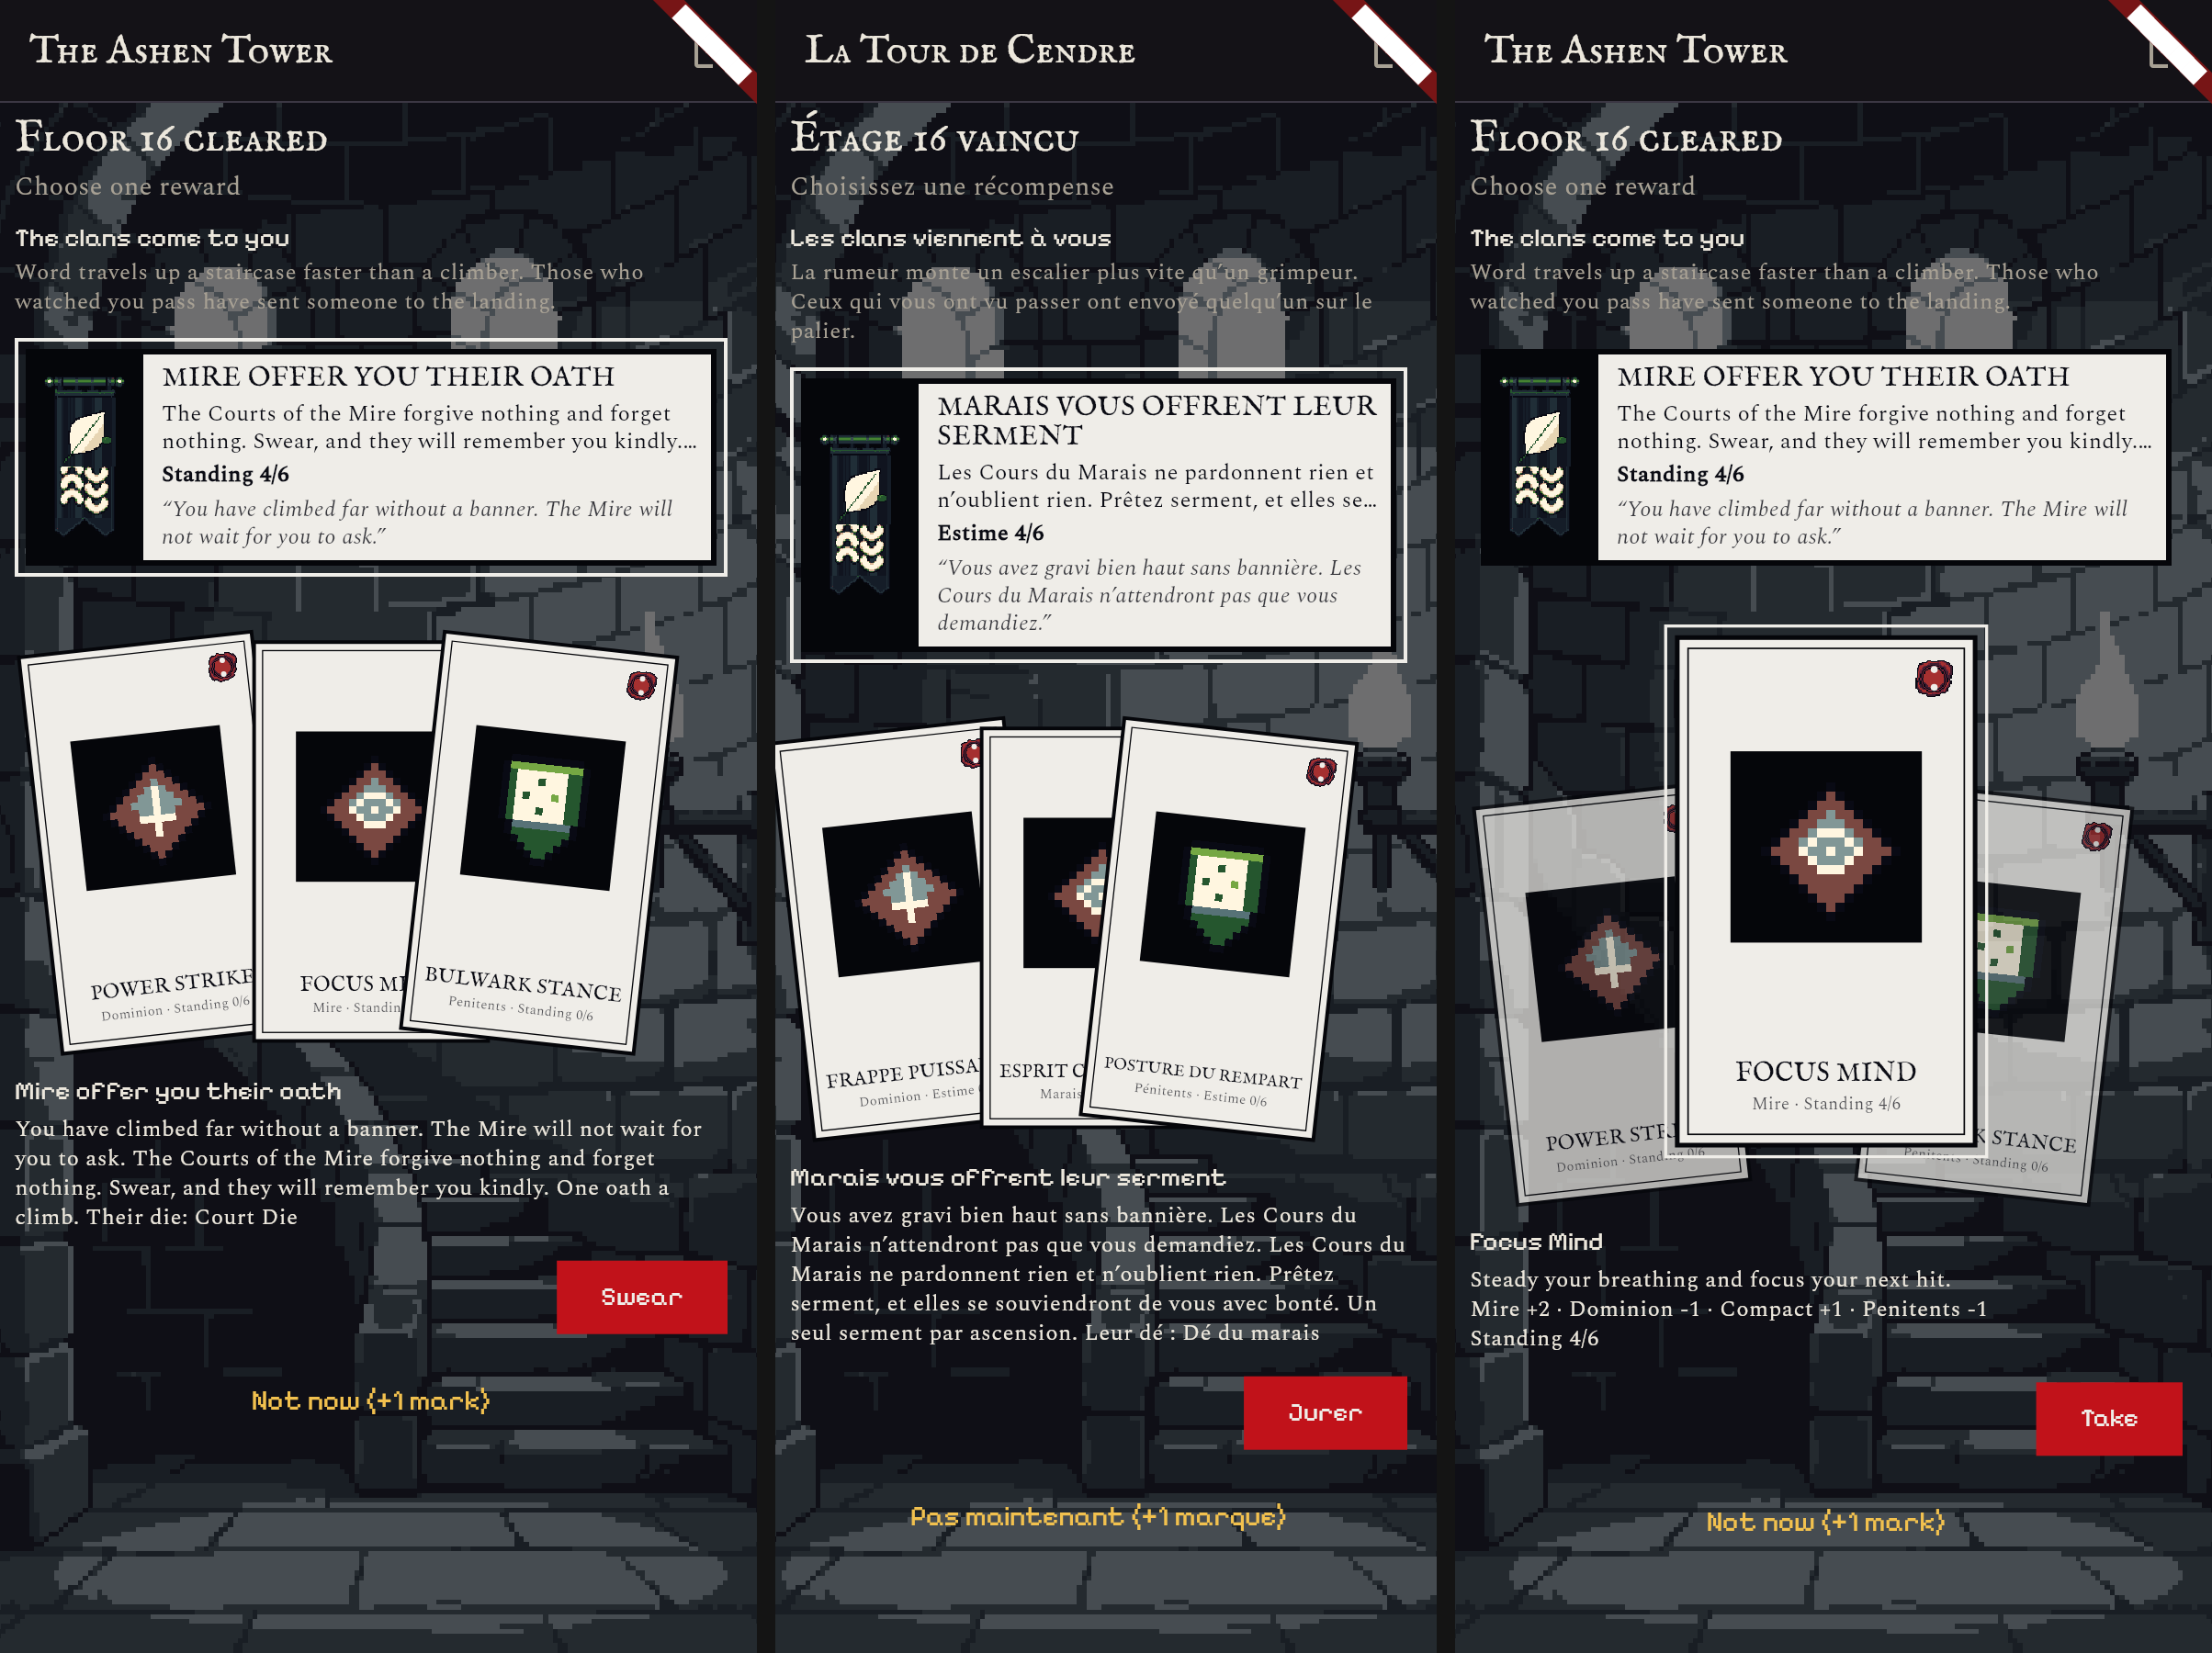 The Ashen Tower
Floor 16 cleared
Choose one reward
The clans come to you
Word travels up a staircase faster than a climber. Those who
watched you pass have sent someone to the landing.
MIRE OFFER YOU THEIR OATH
The Courts of the Mire forgive nothing and forget
nothing. Swear, and they will remember you kindly....
Standing 4/6
“You have climbed far without a banner. The Mire will
not wait for you to ask.”
POWER STRIKE
Dominion · Standing 0/6
FOCUS MI
Mire · Standin
BULWARK STANCE
Penitents · Standing 0/6
Mire offer you their oath
You have climbed far without a banner. The Mire will not wait for
you to ask. The Courts of the Mire forgive nothing and forget
nothing. Swear, and they will remember you kindly. One oath a
climb. Their die: Court Die
Swear
Not now (+1 mark)
La Tour de Cendre
Étage 16 vaincu
Choisissez une récompense
Les clans viennent à vous
La rumeur monte un escalier plus vite qu’un grimpeur.
Ceux qui vous ont vu passer ont envoyé quelqu’un sur le
palier.
MARAIS VOUS OFFRENT LEUR
SERMENT
Les Cours du Marais ne pardonnent rien et
n’oublient rien. Prêtez serment, et elles se...
Estime 4/6
“Vous avez gravi bien haut sans bannière. Les
Cours du Marais n’attendront pas que vous
demandiez.”
FRAPPE PUISSA
Dominion · Estime
ESPRIT C
Marais
POSTURE DU REMPART
Pénitents · Estime 0/6
Marais vous offrent leur serment
Vous avez gravi bien haut sans bannière. Les Cours du
Marais n’attendront pas que vous demandiez. Les Cours du
Marais ne pardonnent rien et n’oublient rien. Prêtez
serment, et elles se souviendront de vous avec bonté. Un
seul serment par ascension. Leur dé : Dé du marais
Jurer
Pas maintenant (+1 marque)
The Ashen Tower
Floor 16 cleared
Choose one reward
The clans come to you
Word travels up a staircase faster than a climber. Those who
watched you pass have sent someone to the landing.
MIRE OFFER YOU THEIR OATH
The Courts of the Mire forgive nothing and forget
nothing. Swear, and they will remember you kindly....
Standing 4/6
“You have climbed far without a banner. The Mire will
not wait for you to ask.”
POWER STRI
Dominion · Standing 0/6
FOCUS MIND
Mire · Standing 4/6
K STANCE
Penitents · Standing 0/6
Focus Mind
Steady your breathing and focus your next hit.
Mire +2 · Dominion -1 · Compact +1 · Penitents -1
Standing 4/6
Take
Not now (+1 mark)